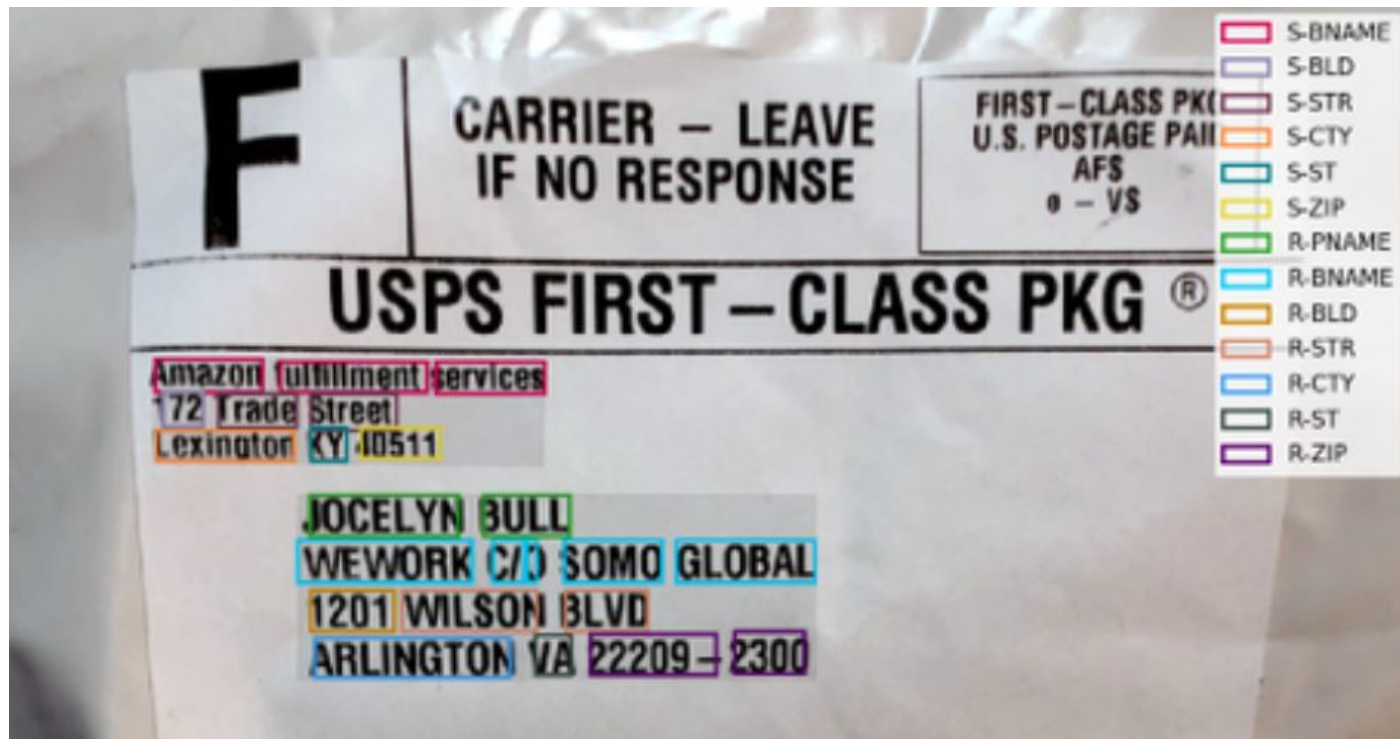 F
CARRIER – LEAVE
IF NO RESPONSE
FIRST-CLASS PKG
U.S. POSTAGE PAI
AFS
e – VS
USPS FIRST-CLASS PKG ®
Amazon fulfillment services
172 Trade Street
Lexington KY 40511
JOCELYN BULL
WEWORK C/O SOMO GLOBAL
1201 WILSON BLVD
ARLINGTON VA 22209-2300
S-BNAME
S-BLD
S-STR
S-CTY
S-ST
S-ZIP
R-PNAME
R-BNAME
R-BLD
R-STR
R-CTY
R-ST
R-ZIP